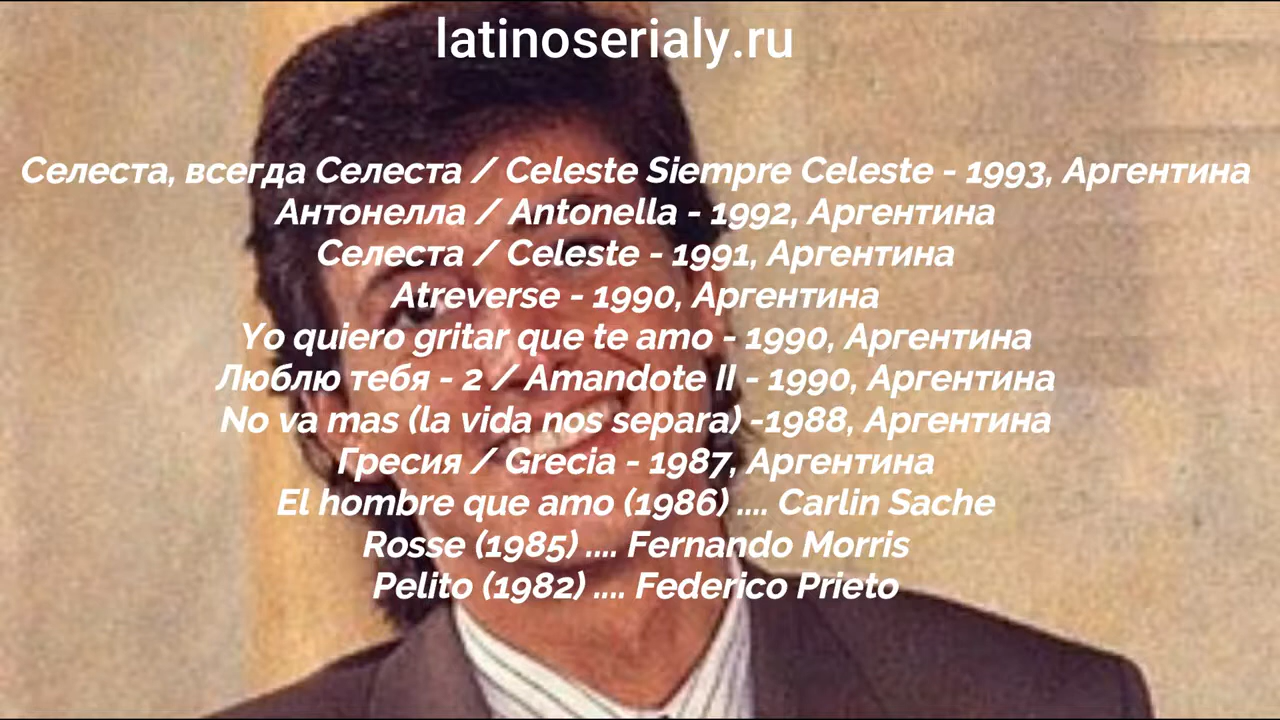 latinoserialy.ru
Селеста, всегда Селеста / Celeste Siempre Celeste - 1993, Аргентина
Антонелла / Antonella - 1992, Аргентина
Селеста / Celeste - 1991, Аргентина
Atreverse - 1990, Аргентина
Yo quiero gritar que te amo - 1990, Аргентина
Люблю тебя - 2 / Amandote II - 1990, Аргентина
No va mas (la vida nos separa) -1988, Аргентина
Гресия / Grecia - 1987, Аргентина
El hombre que amo (1986) .... Carlin Sache
Rosse (1985) .... Fernando Morris
Pelito (1982) .... Federico Prieto